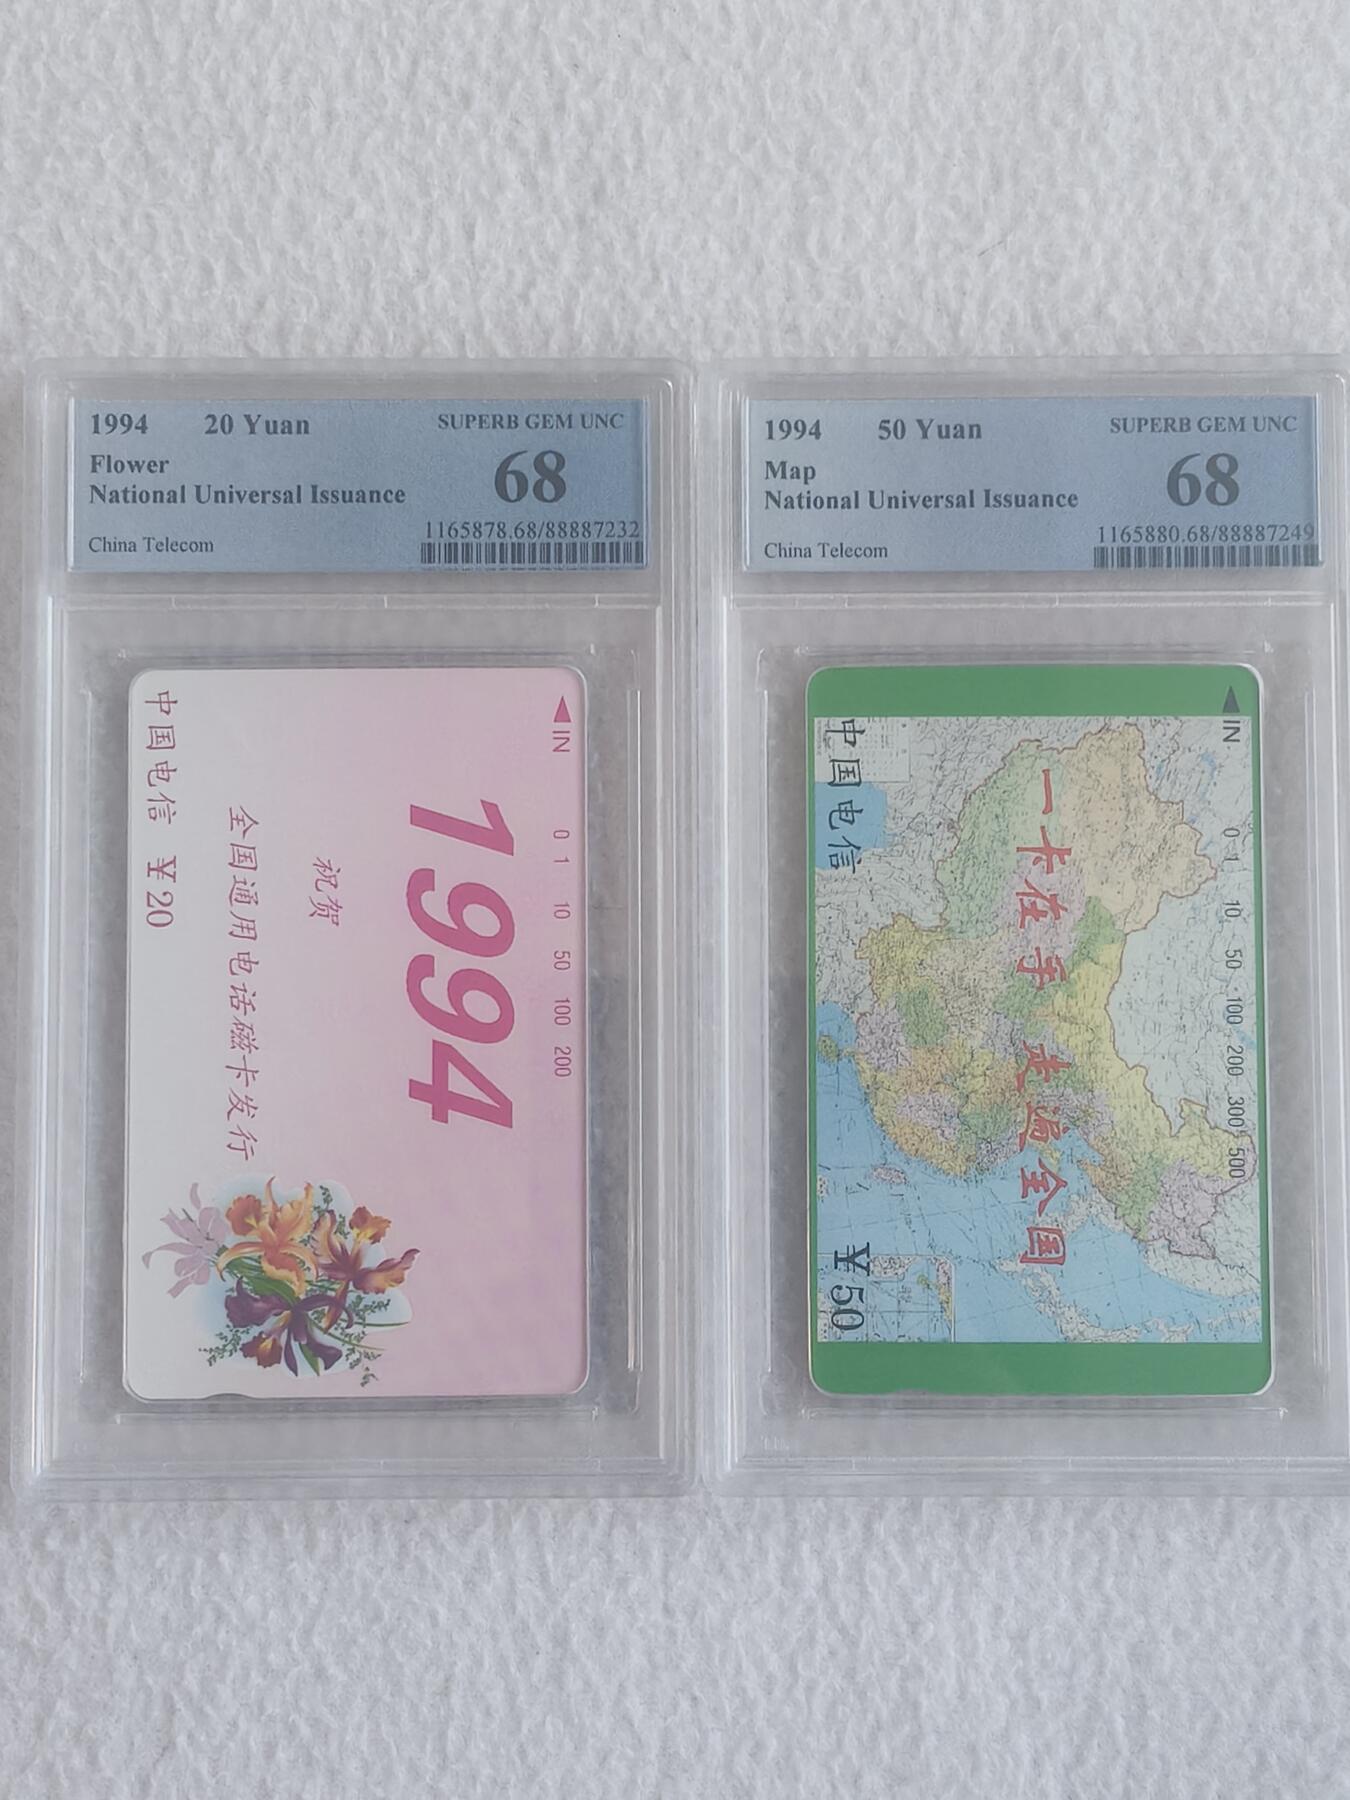 1994 20 Yuan SUPERB GEM UNC
Flower 68
National Universal Issuance
1165878.68/88887232
China Telecom
IN 0 1 10 50 100 200
1994
祝贺
全国通用电话磁卡发行
中国电信 ¥20
1994 50 Yuan SUPERB GEM UNC
Map 68
National Universal Issuance
1165880.68/88887249
China Telecom
IN 0 1 10 50 100 200 300 500
一卡在手 走遍全国
中国电信 ¥50